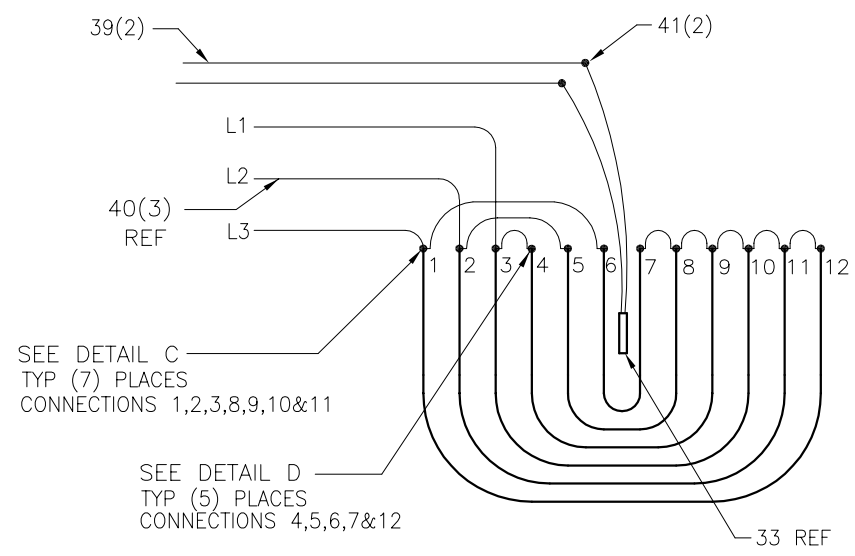 39(2)
41(2)
L1
L2
40(3)
REF
L3
1 2 3 4 5 6 7 8 9 10 11 12
SEE DETAIL C
TYP (7) PLACES
CONNECTIONS 1,2,3,8,9,10&11
SEE DETAIL D
TYP (5) PLACES
CONNECTIONS 4,5,6,7&12
33 REF